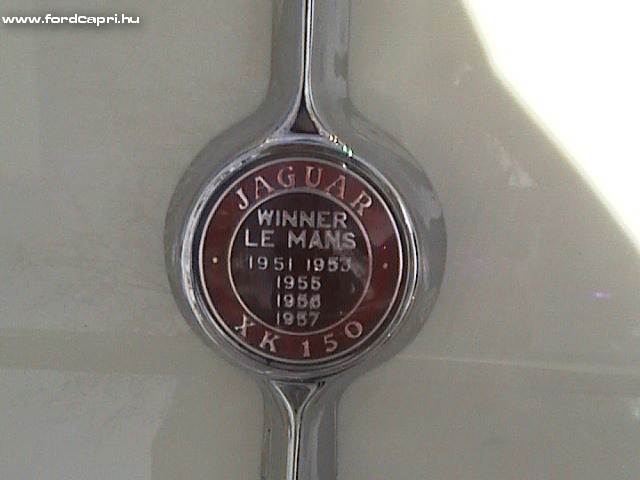 www.fordcapri.hu
JAGUAR
WINNER
LE MANS
1951 1953
1955
1956
1957
XK 150